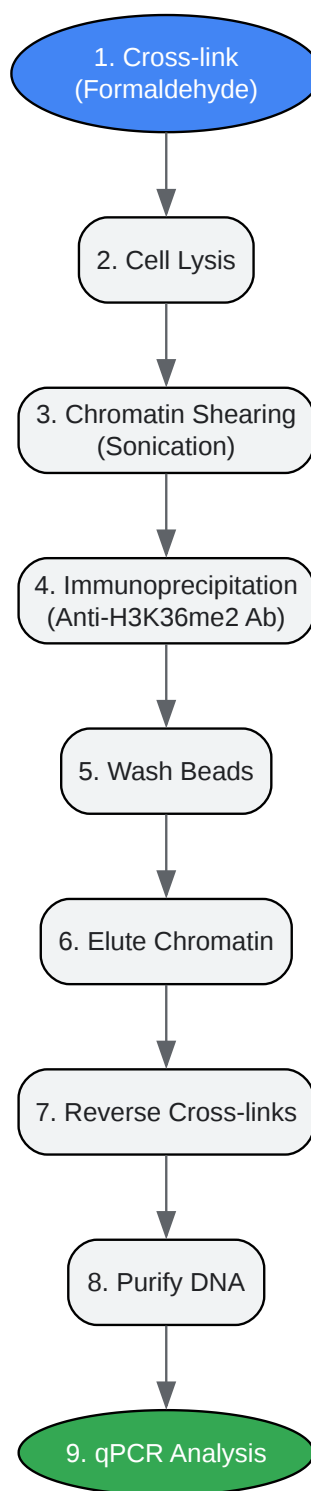 1. Cross-link
(Formaldehyde)
2. Cell Lysis
3. Chromatin Shearing
(Sonication)
4. Immunoprecipitation
(Anti-H3K36me2 Ab)
5. Wash Beads
6. Elute Chromatin
7. Reverse Cross-links
8. Purify DNA
9. qPCR Analysis